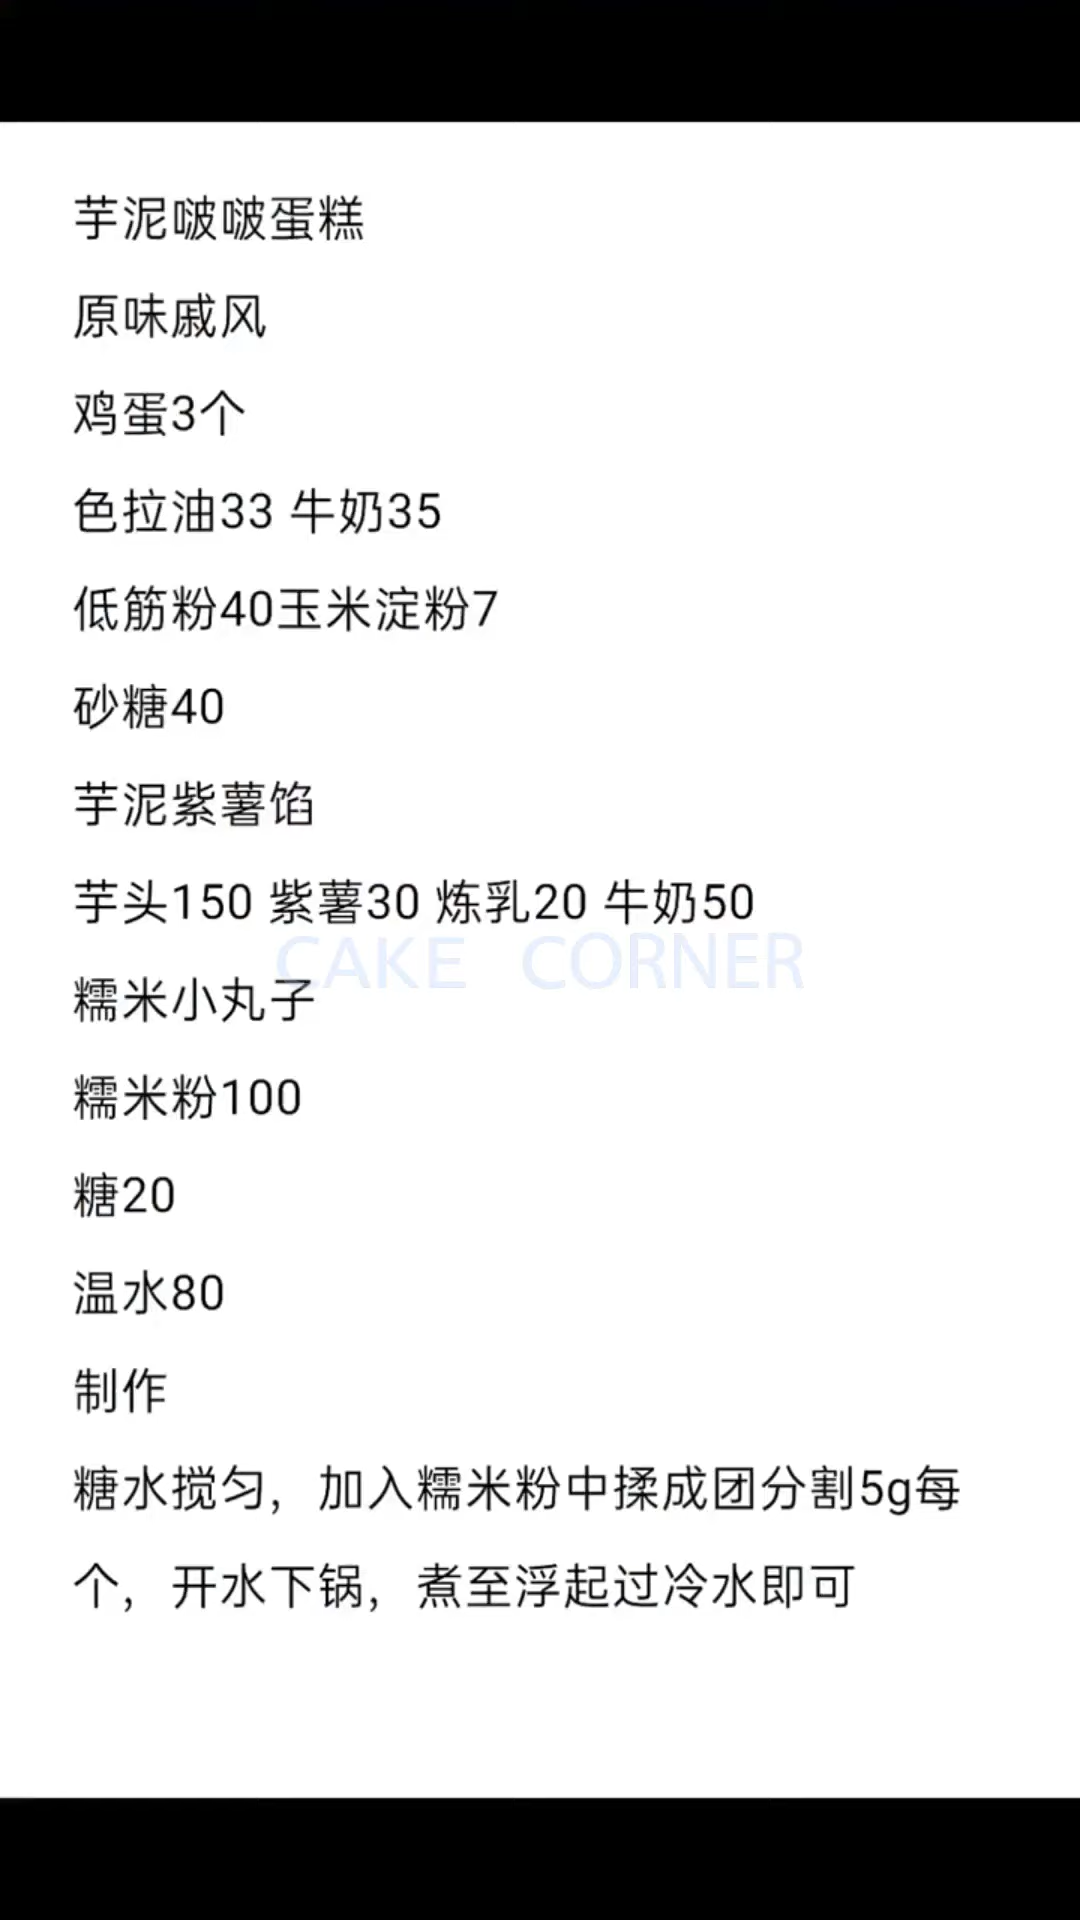 芋泥啵啵蛋糕
原味戚风
鸡蛋3个
色拉油33 牛奶35
低筋粉40玉米淀粉7
砂糖40
芋泥紫薯馅
芋头150 紫薯30 炼乳20 牛奶50
CAKE CORNER
糯米小丸子
糯米粉100
糖20
温水80
制作
糖水搅匀，加入糯米粉中揉成团分割5g每
个，开水下锅，煮至浮起过冷水即可